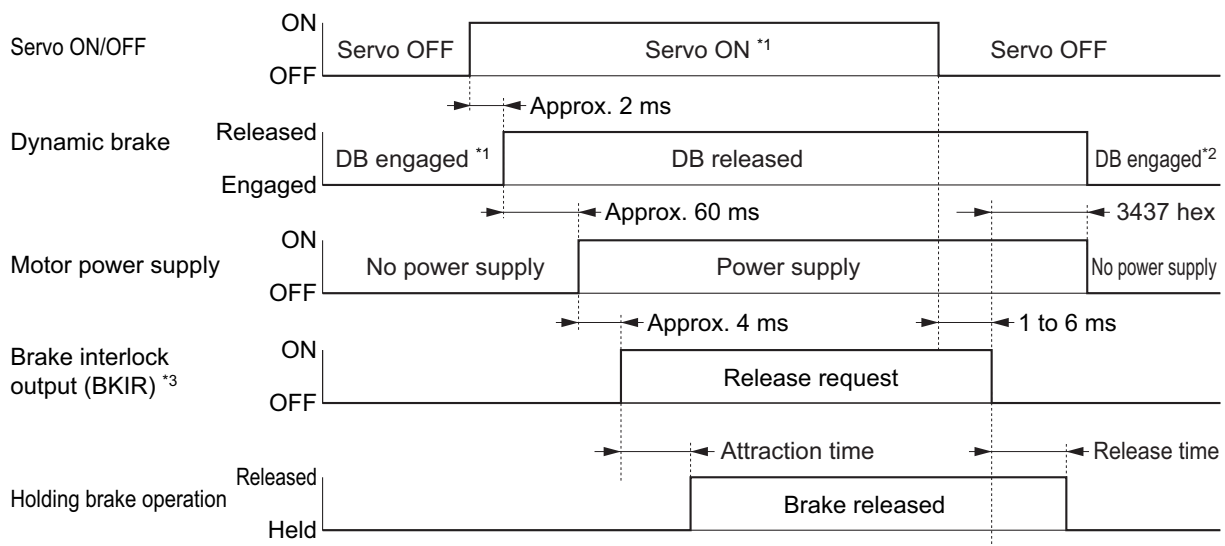 Servo ON/OFF
ON
OFF
Servo OFF
Servo ON *1
Servo OFF
Approx. 2 ms
Dynamic brake
Released
Engaged
DB engaged *1
DB released
DB engaged*2
Approx. 60 ms
3437 hex
Motor power supply
ON
OFF
No power supply
Power supply
No power supply
Approx. 4 ms
1 to 6 ms
Brake interlock
output (BKIR) *3
ON
OFF
Release request
Attraction time
Release time
Holding brake operation
Released
Held
Brake released